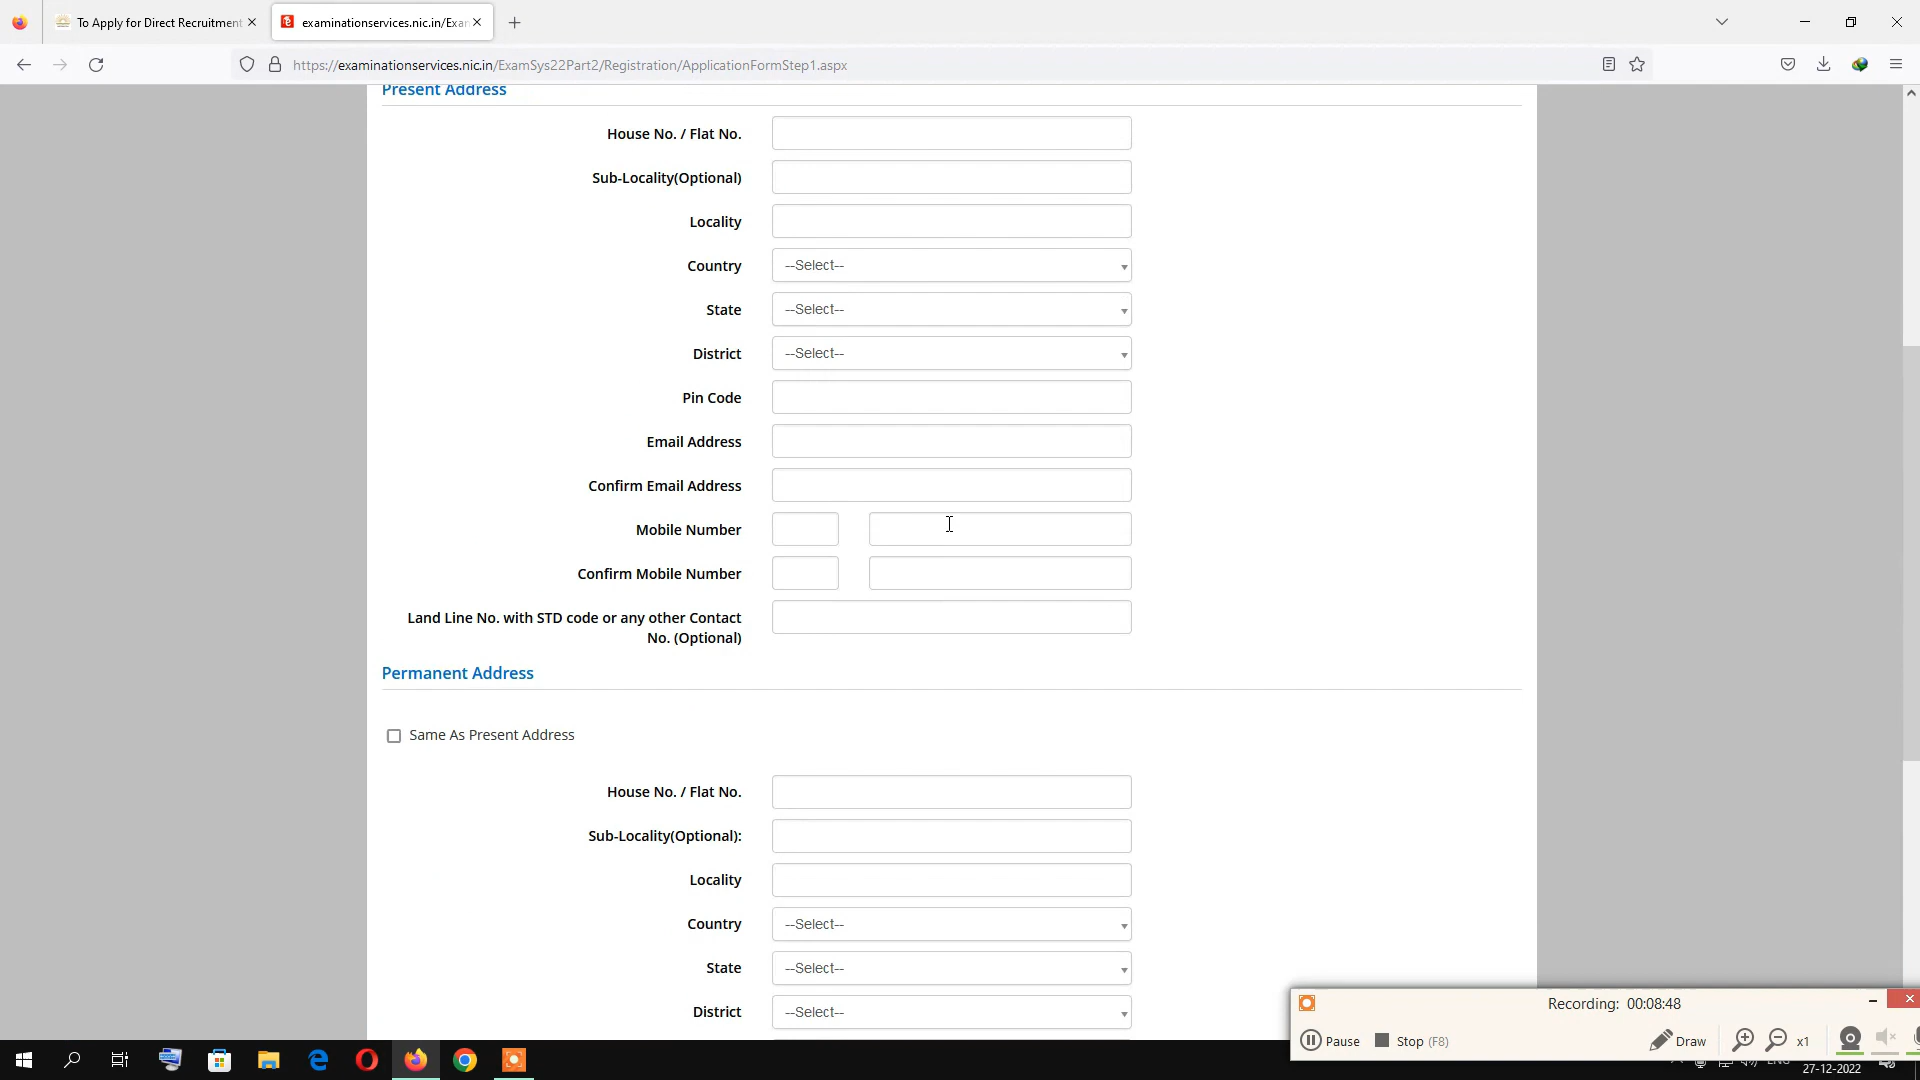 To Apply for Direct Recruitment
examinationservices.nic.in/Exam
https://examinationservices.nic.in/ExamSys22Part2/Registration/ApplicationFormStep1.aspx
Present Address
House No. / Flat No.
Sub-Locality(Optional)
Locality
Country
--Select--
State
--Select--
District
--Select--
Pin Code
Email Address
Confirm Email Address
Mobile Number
Confirm Mobile Number
Land Line No. with STD code or any other Contact
No. (Optional)
Permanent Address
Same As Present Address
House No. / Flat No.
Sub-Locality(Optional):
Locality
Country
--Select--
State
--Select--
District
--Select--
Recording: 00:08:48
Pause
Stop (F8)
Draw
x1
27-12-2022